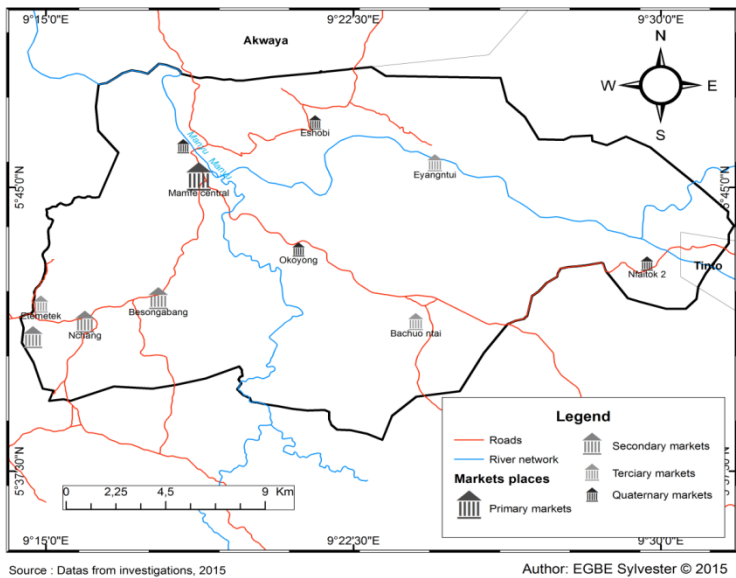 9°15'0"E 9°22'30"E 9°30'0"E
Akwaya
N
W E
S
Eshobi
Manyu Manyu
Eyangntui
5°45'0"N 5°45'0"N
Mamfe central
Okoyong
Tinto
Nfaitok 2
Etemetek
Besongabang
Nchang
Bachuo ntai
Legend
Roads
River network
Markets places
Primary markets
Secondary markets
Terciary markets
Quaternary markets
5°37'30"N
0 2,25 4,5 9 Km
9°15'0"E 9°22'30"E 9°30'0"E
Source : Datas from investigations, 2015
Author: EGBE Sylvester © 2015